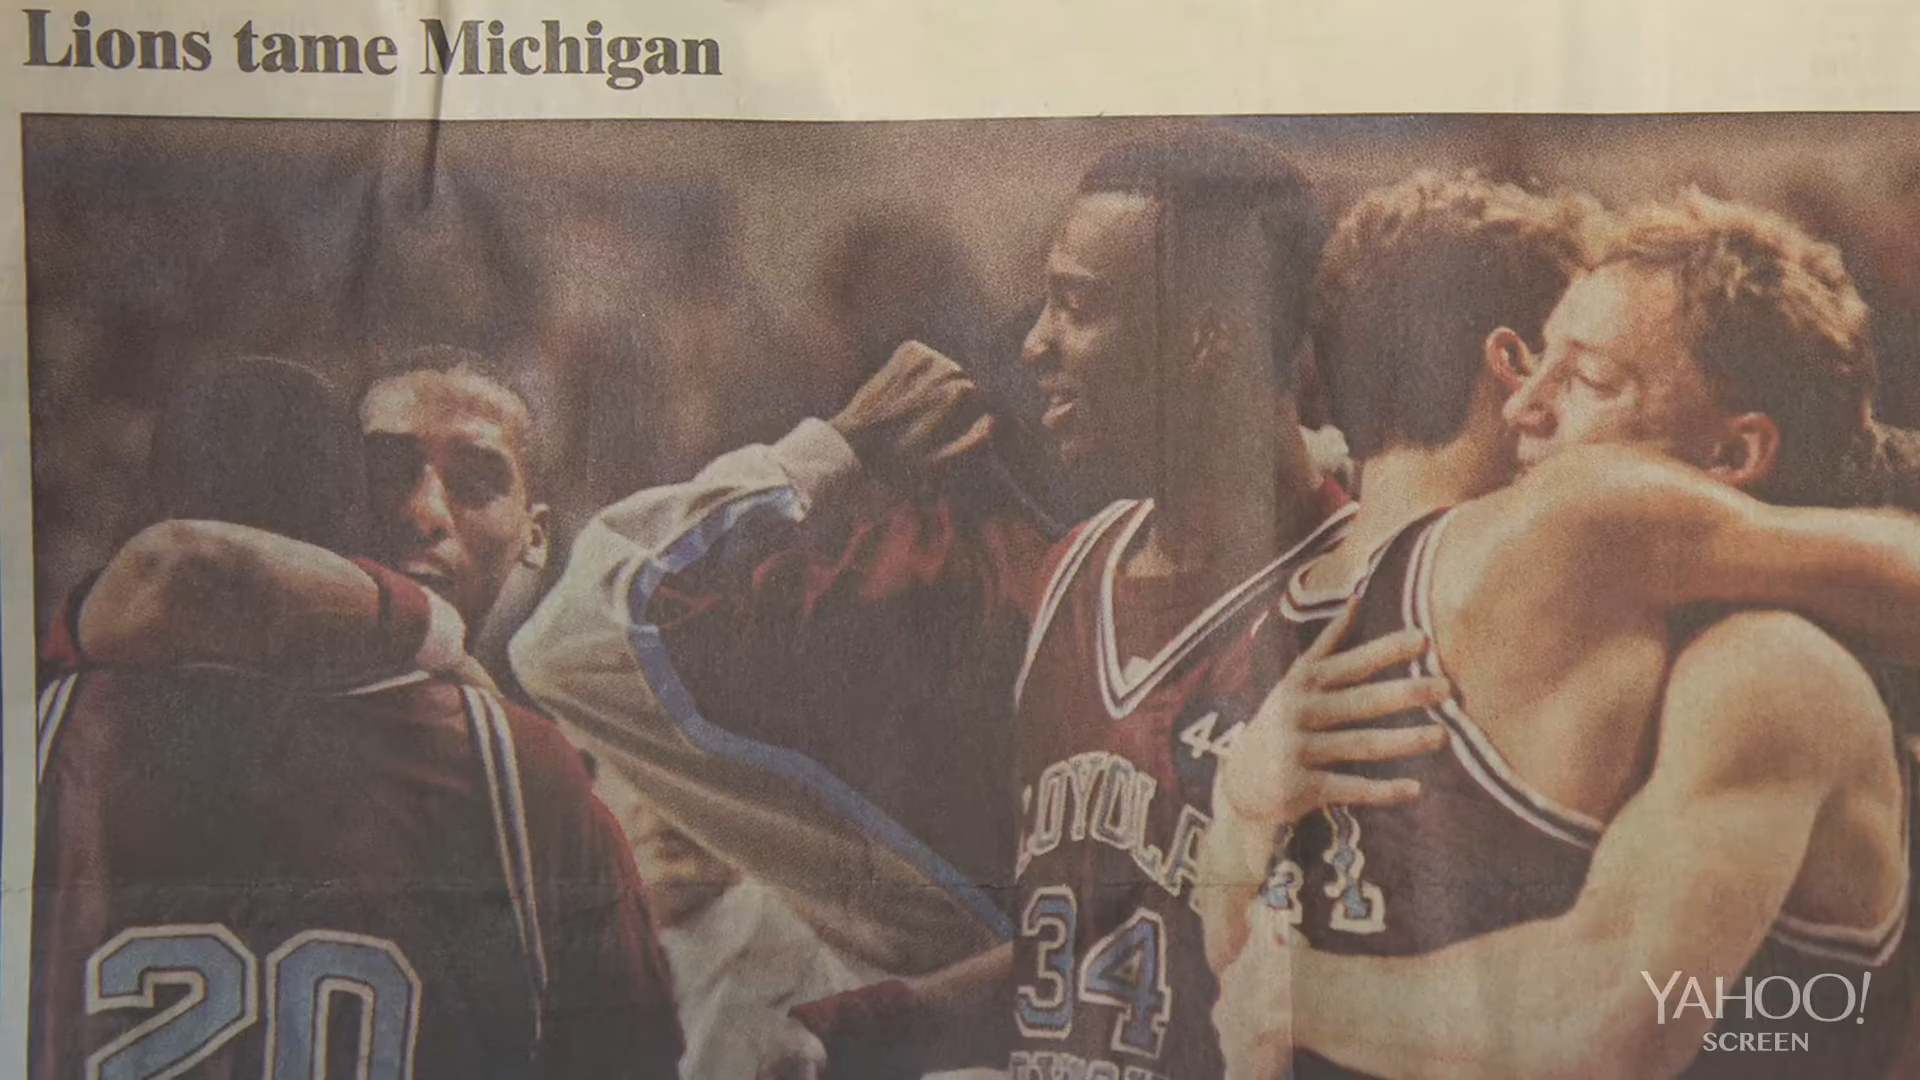 Lions tame Michigan
44
LOYOLA
34
20
YAHOO!
SCREEN